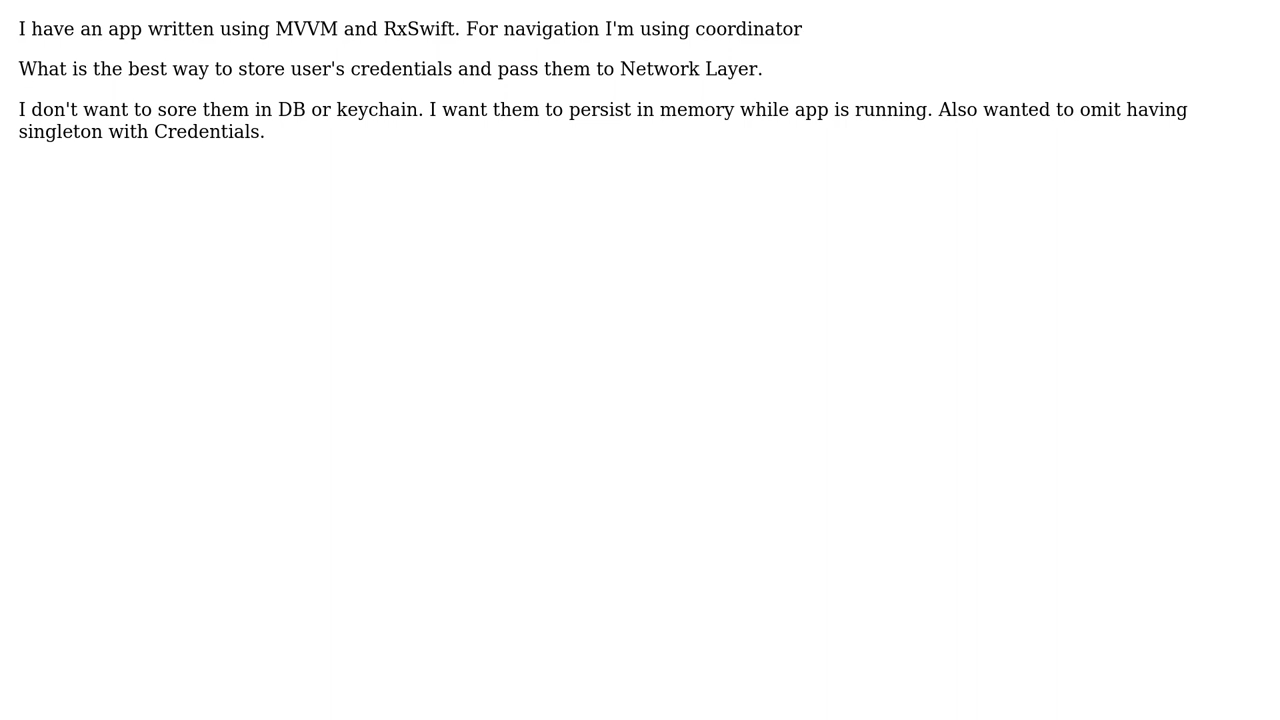 I have an app written using MVVM and RxSwift. For navigation I'm using coordinator
What is the best way to store user's credentials and pass them to Network Layer.
I don't want to sore them in DB or keychain. I want them to persist in memory while app is running. Also wanted to omit having
singleton with Credentials.